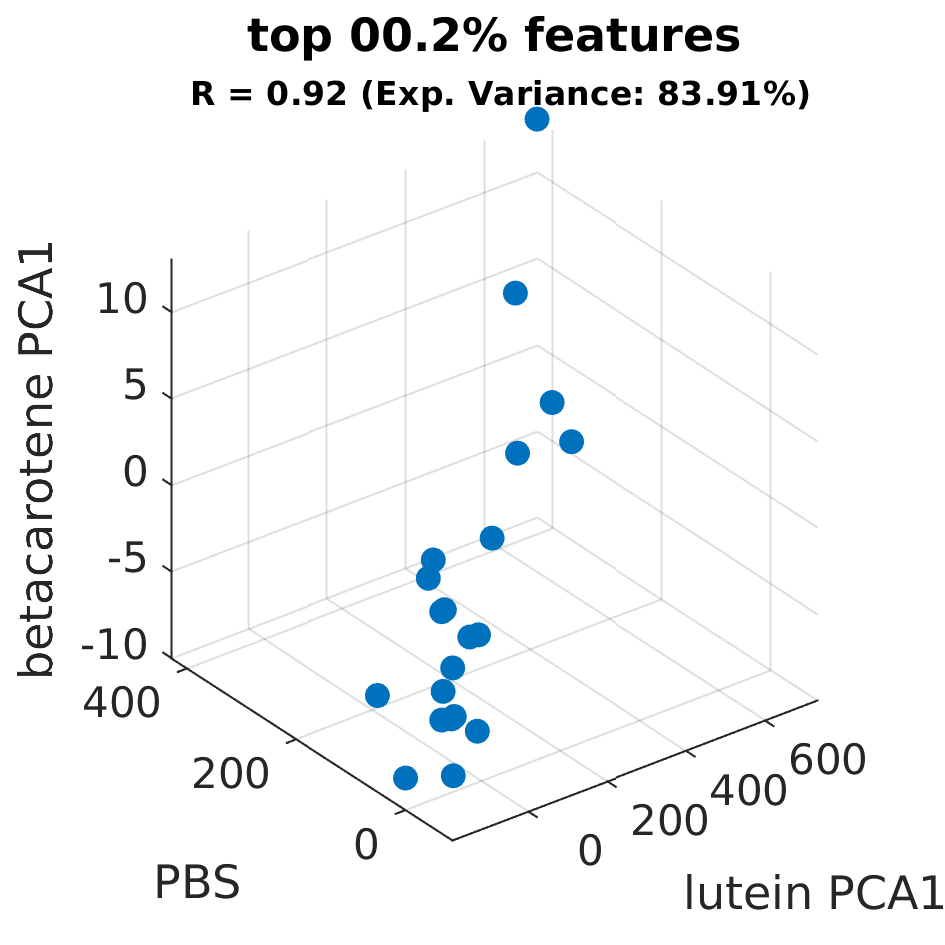 top 00.2% features
R = 0.92 (Exp. Variance: 83.91%)
betacarotene PCA1
10
5
0
-5
-10
400
200
0
PBS
0
200
400
600
lutein PCA1